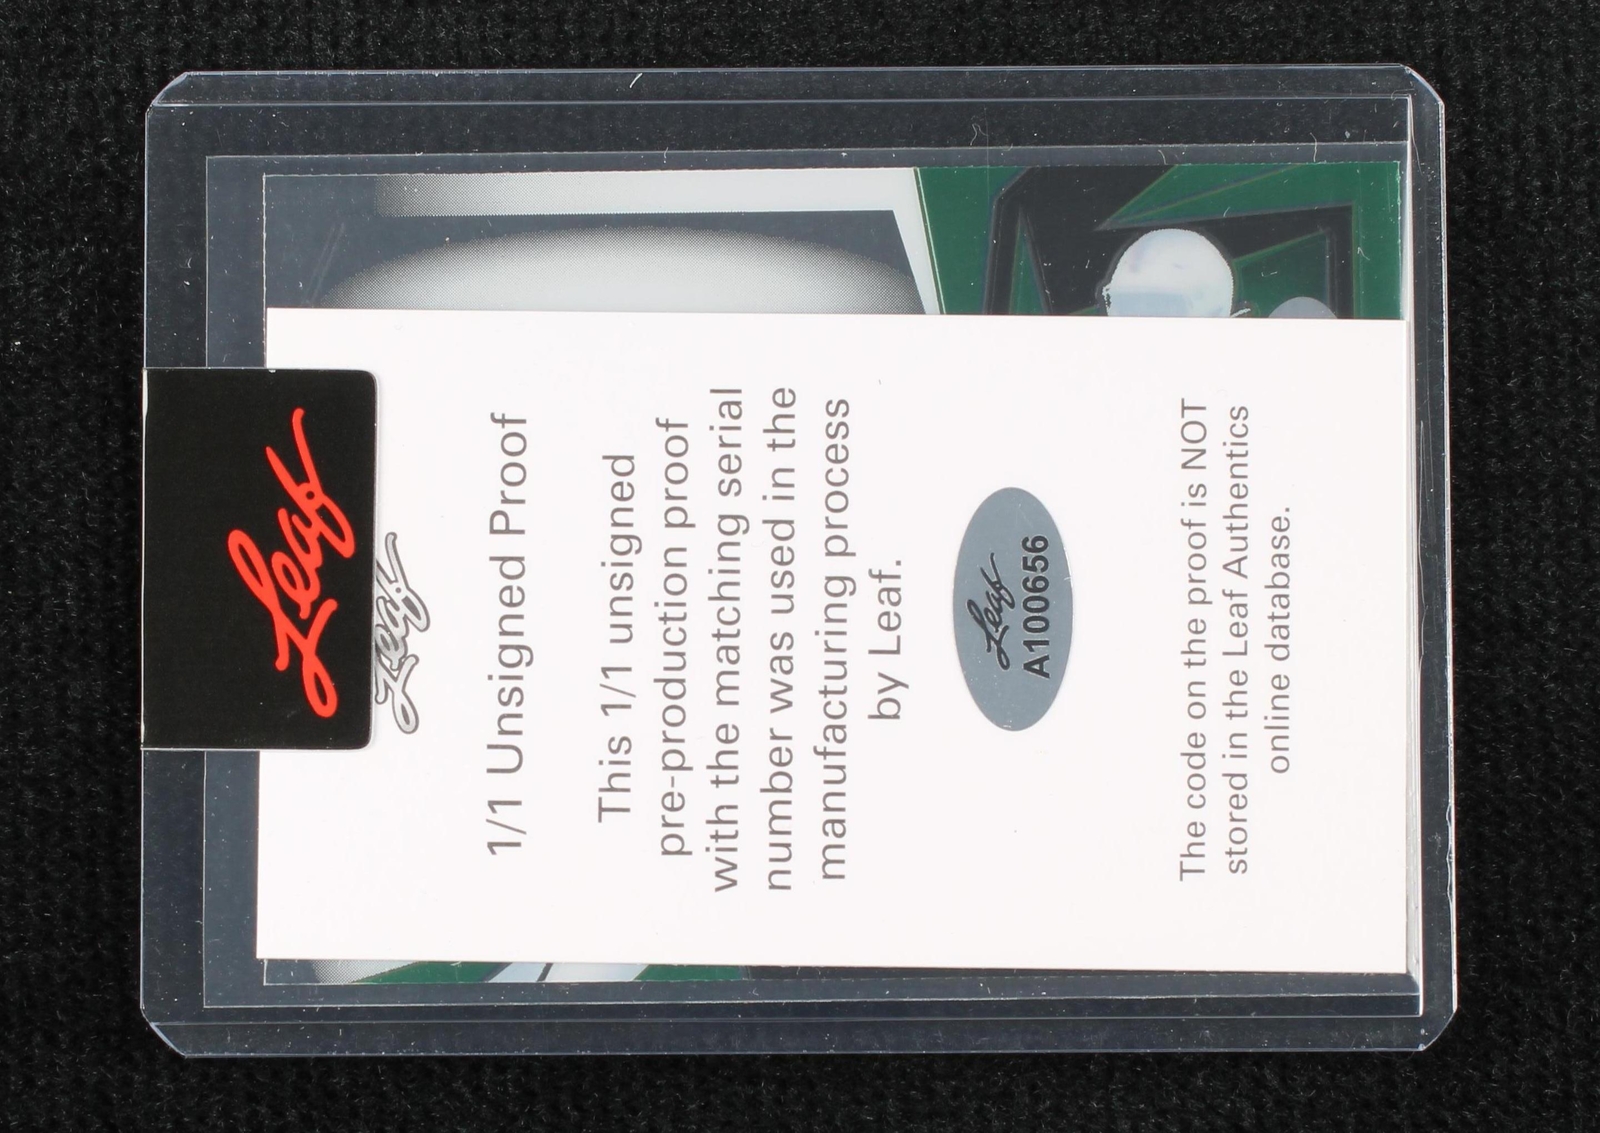 Leaf
Leaf
1/1 Unsigned Proof
This 1/1 unsigned
pre-production proof
with the matching serial
number was used in the
manufacturing process
by Leaf.
Leaf
A100656
The code on the proof is NOT
stored in the Leaf Authentics
online database.